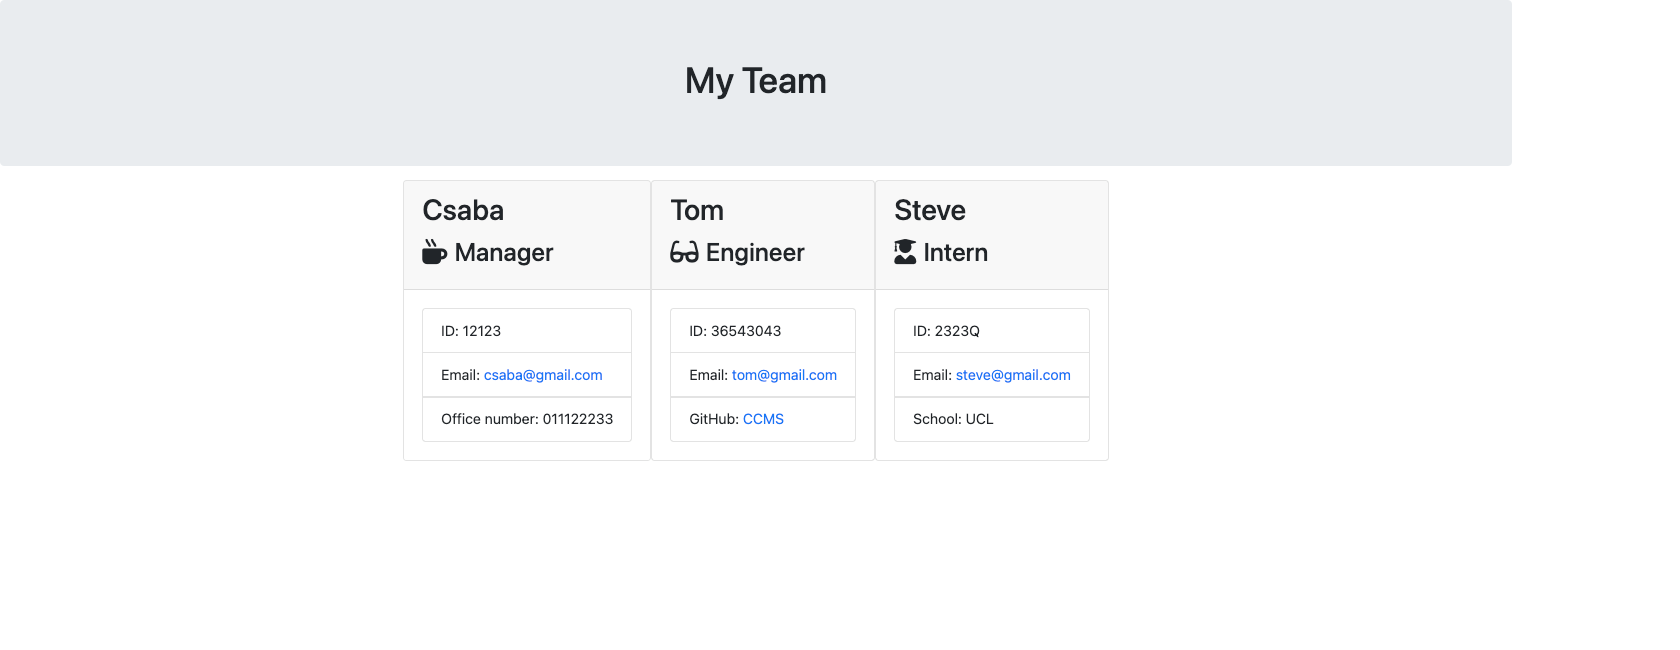 My Team
Csaba
Manager
ID: 12123
Email: csaba@gmail.com
Office number: 011122233
Tom
Engineer
ID: 36543043
Email: tom@gmail.com
GitHub: CCMS
Steve
Intern
ID: 2323Q
Email: steve@gmail.com
School: UCL